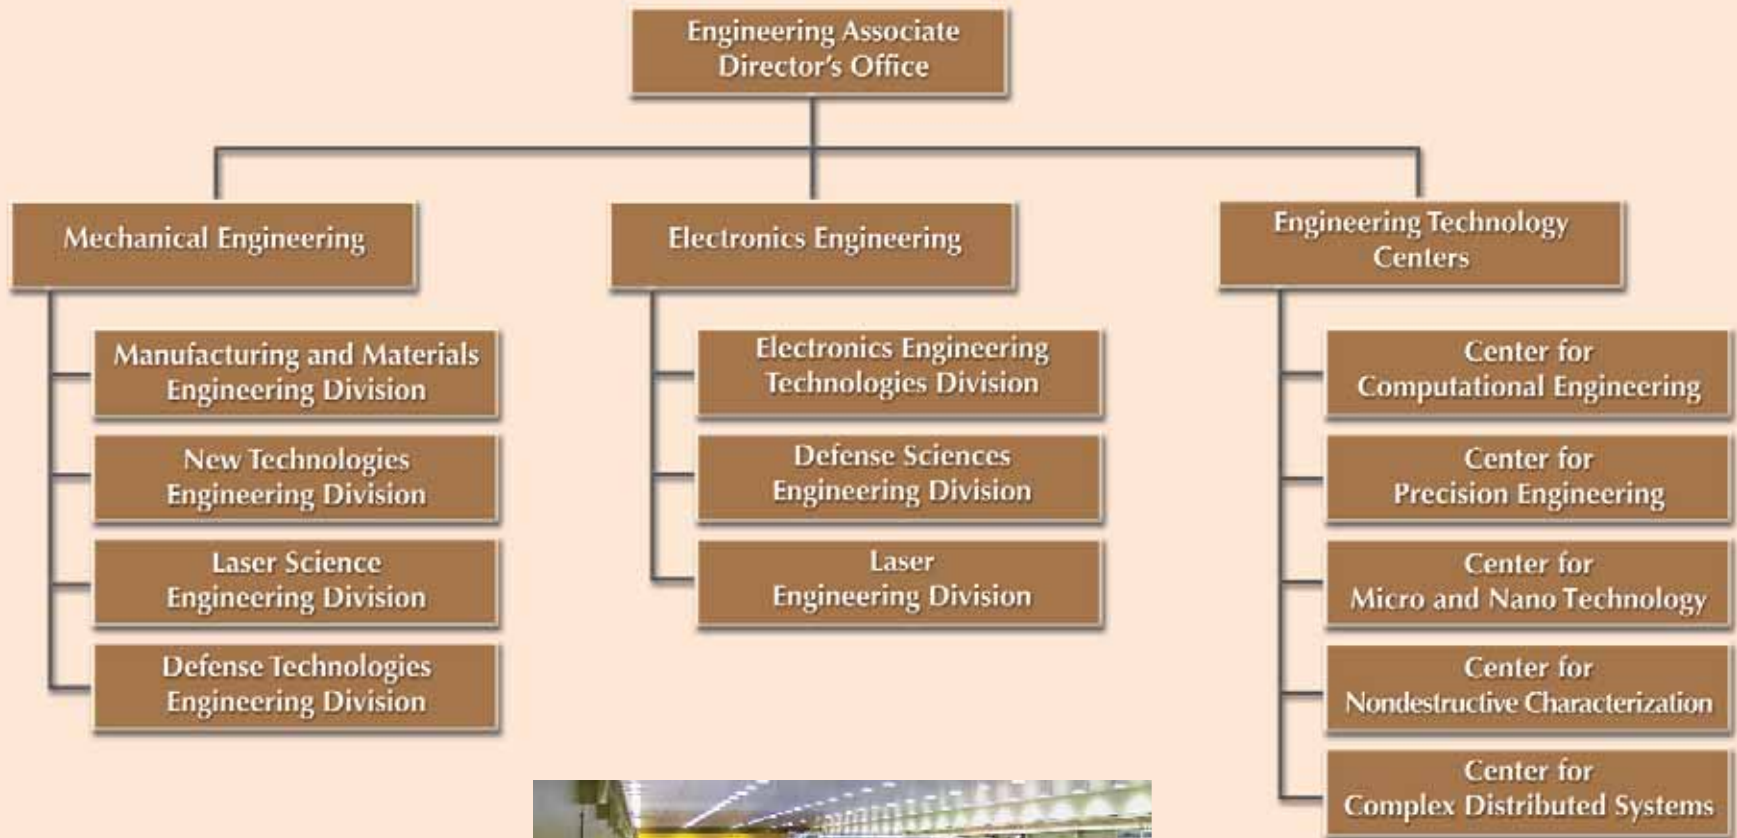 Engineering Associate
Director's Office
Mechanical Engineering
Electronics Engineering
Engineering Technology
Centers
Manufacturing and Materials
Engineering Division
New Technologies
Engineering Division
Laser Science
Engineering Division
Defense Technologies
Engineering Division
Electronics Engineering
Technologies Division
Defense Sciences
Engineering Division
Laser
Engineering Division
Center for
Computational Engineering
Center for
Precision Engineering
Center for
Micro and Nano Technology
Center for
Nondestructive Characterization
Center for
Complex Distributed Systems